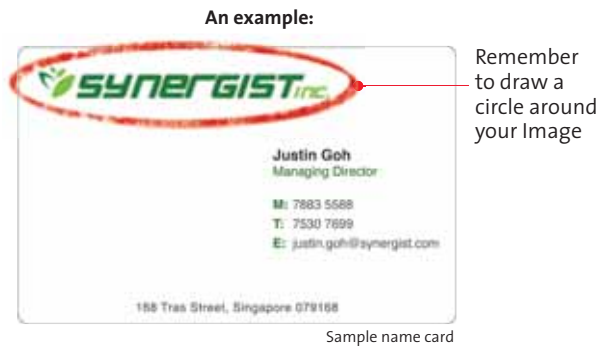 An example:
SYNERGIST INC.
Remember
to draw a
circle around
your Image
Justin Goh
Managing Director
M: 7883 5588
T: 7530 7699
E: justin.goh@synergist.com
168 Tras Street, Singapore 079168
Sample name card